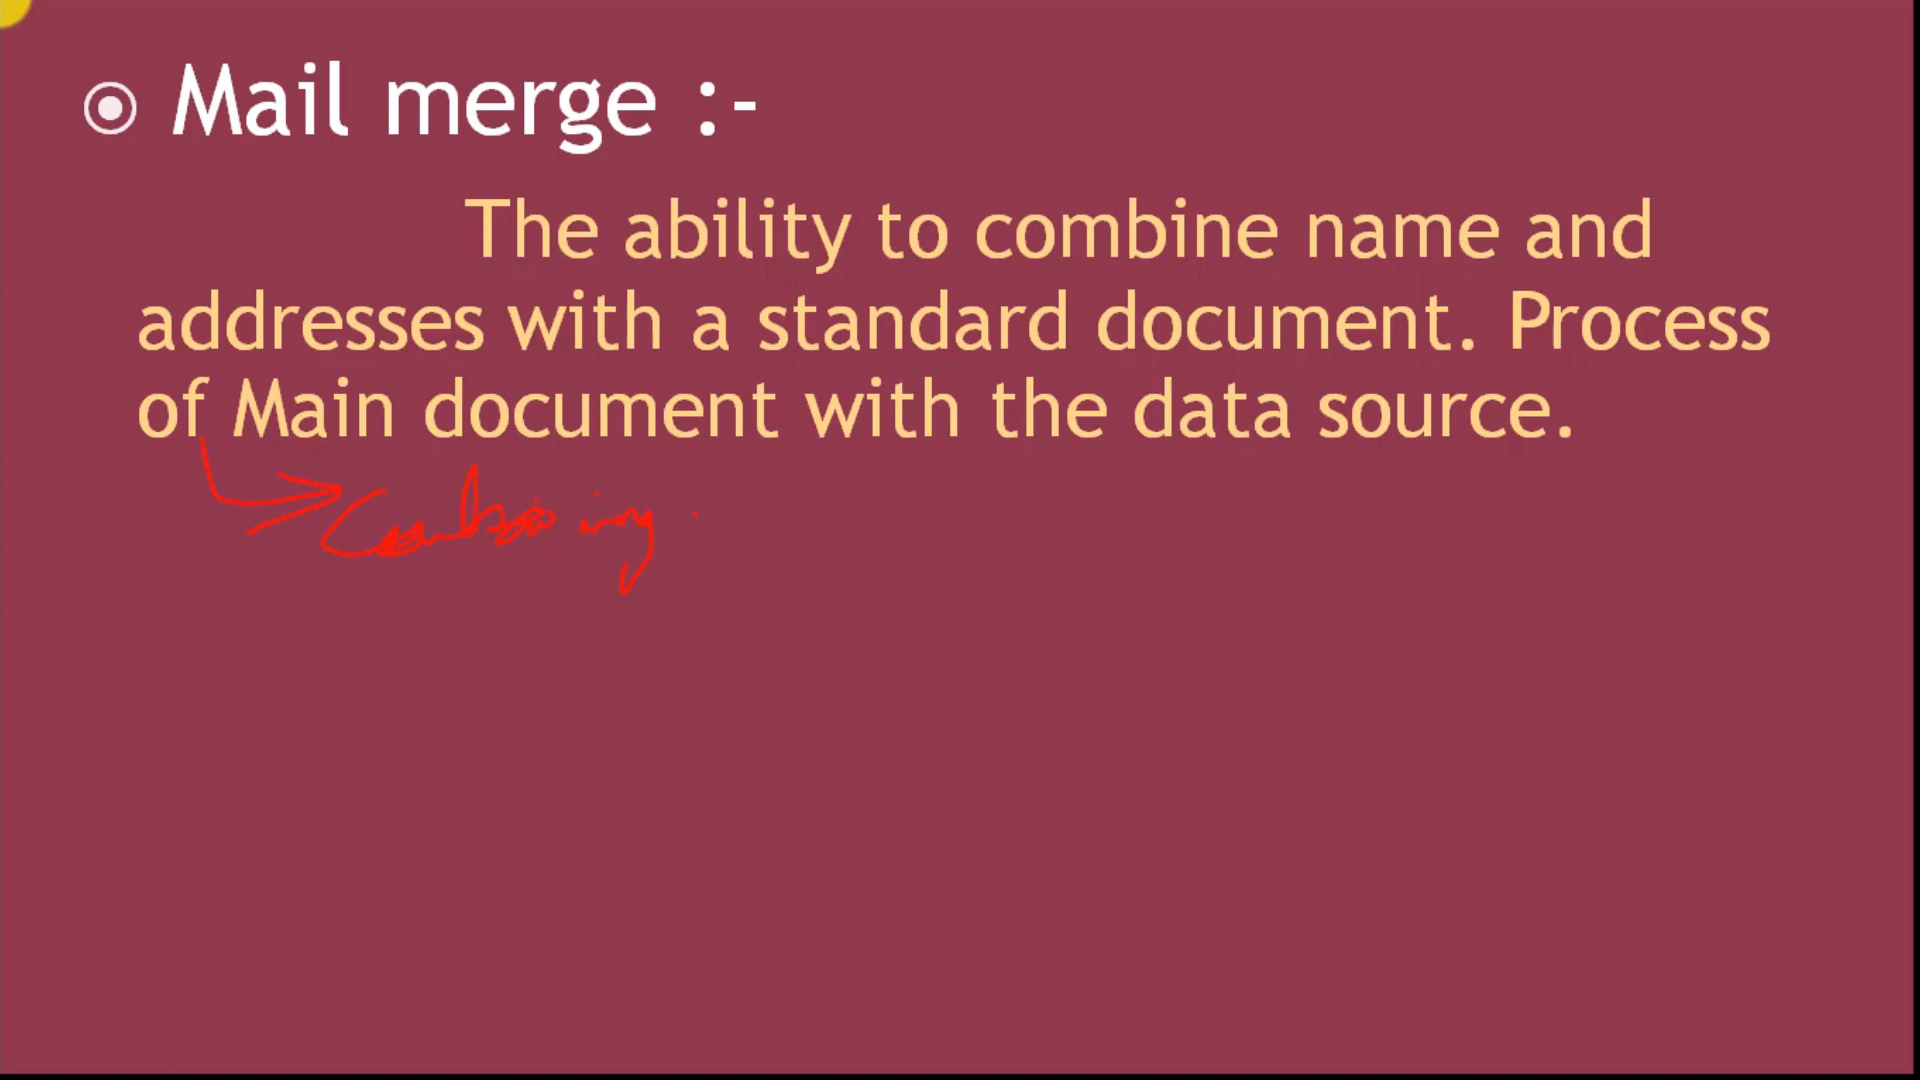 Mail merge :-
The ability to combine name and
addresses with a standard document. Process
of Main document with the data source.
Combining